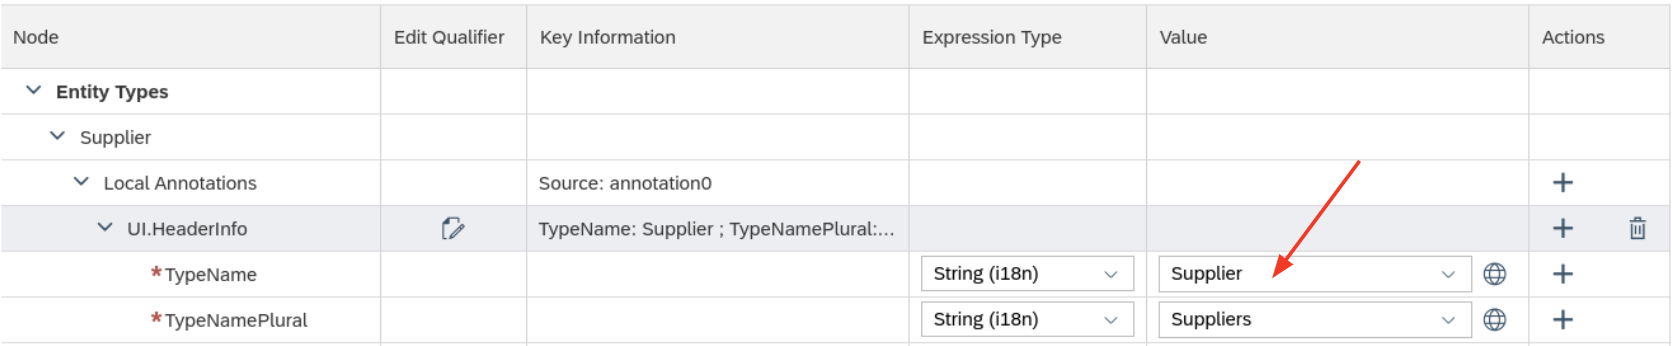 Node Edit Qualifier Key Information Expression Type Value Actions
Entity Types
Supplier
Local Annotations Source: annotation0
UI.HeaderInfo TypeName: Supplier ; TypeNamePlural:...
*TypeName String (i18n) Supplier
*TypeNamePlural String (i18n) Suppliers